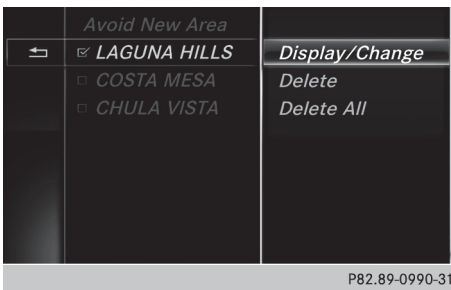 Avoid New Area
LAGUNA HILLS
COSTA MESA
CHULA VISTA
Display/Change
Delete
Delete All
P82.89-0990-31